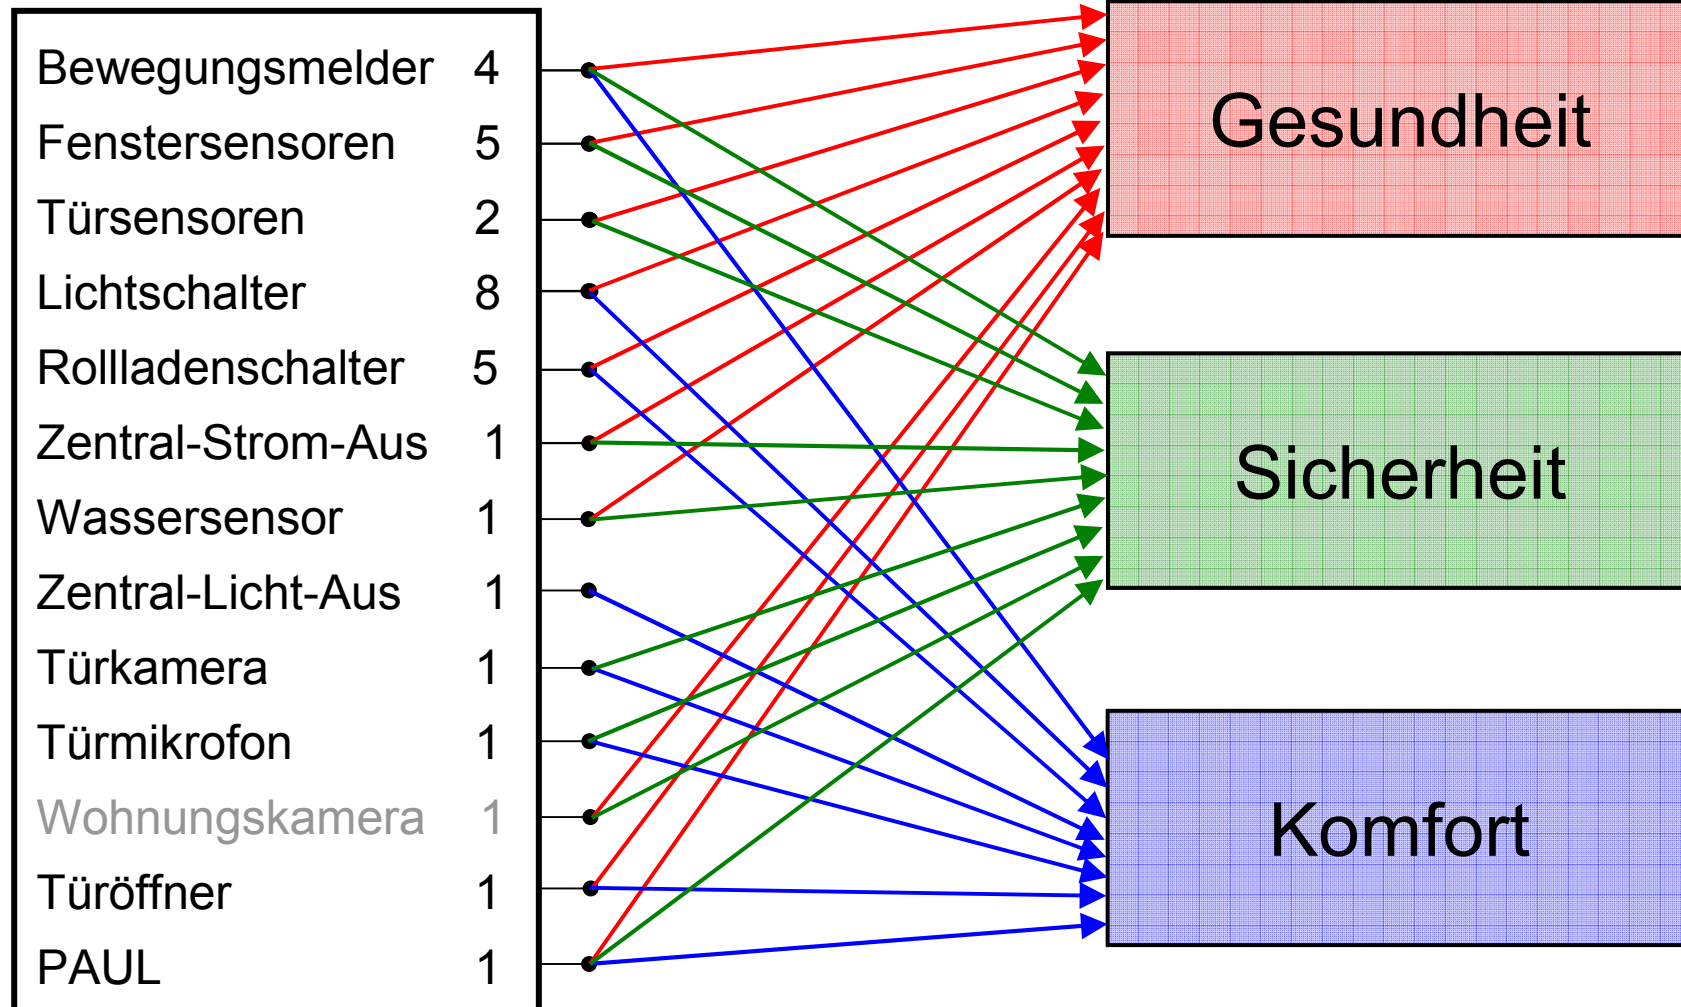 Bewegungsmelder 4
Fenstersensoren 5
Türsensoren 2
Lichtschalter 8
Rollladenschalter 5
Zentral-Strom-Aus 1
Wassersensor 1
Zentral-Licht-Aus 1
Türkamera 1
Türmikrofon 1
Wohnungskamera 1
Türöffner 1
PAUL 1
Gesundheit
Sicherheit
Komfort